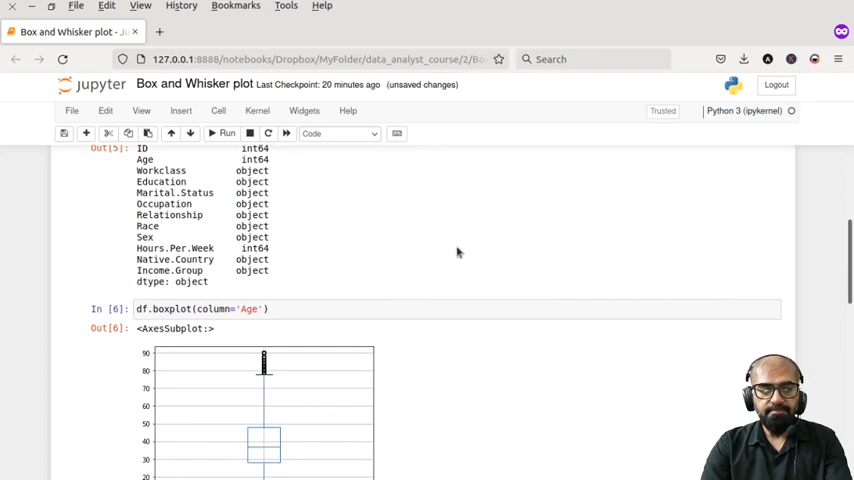 File Edit View History Bookmarks Tools Help
Box and Whisker plot - Ju
127.0.0.1:8888/notebooks/Dropbox/MyFolder/data_analyst_course/2/Bo
Search
jupyter Box and Whisker plot Last Checkpoint: 20 minutes ago (unsaved changes)
Logout
File Edit View Insert Cell Kernel Widgets Help
Trusted
Python 3 (ipykernel)
Run
Code
Out[5]
ID int64
Age int64
Workclass object
Education object
Marital.Status object
Occupation object
Relationship object
Race object
Sex object
Hours.Per.Week int64
Native.Country object
Income.Group object
dtype: object
In [6]: df.boxplot(column='Age')
Out[6]: <AxesSubplot:>
90
80
70
60
50
40
30
20